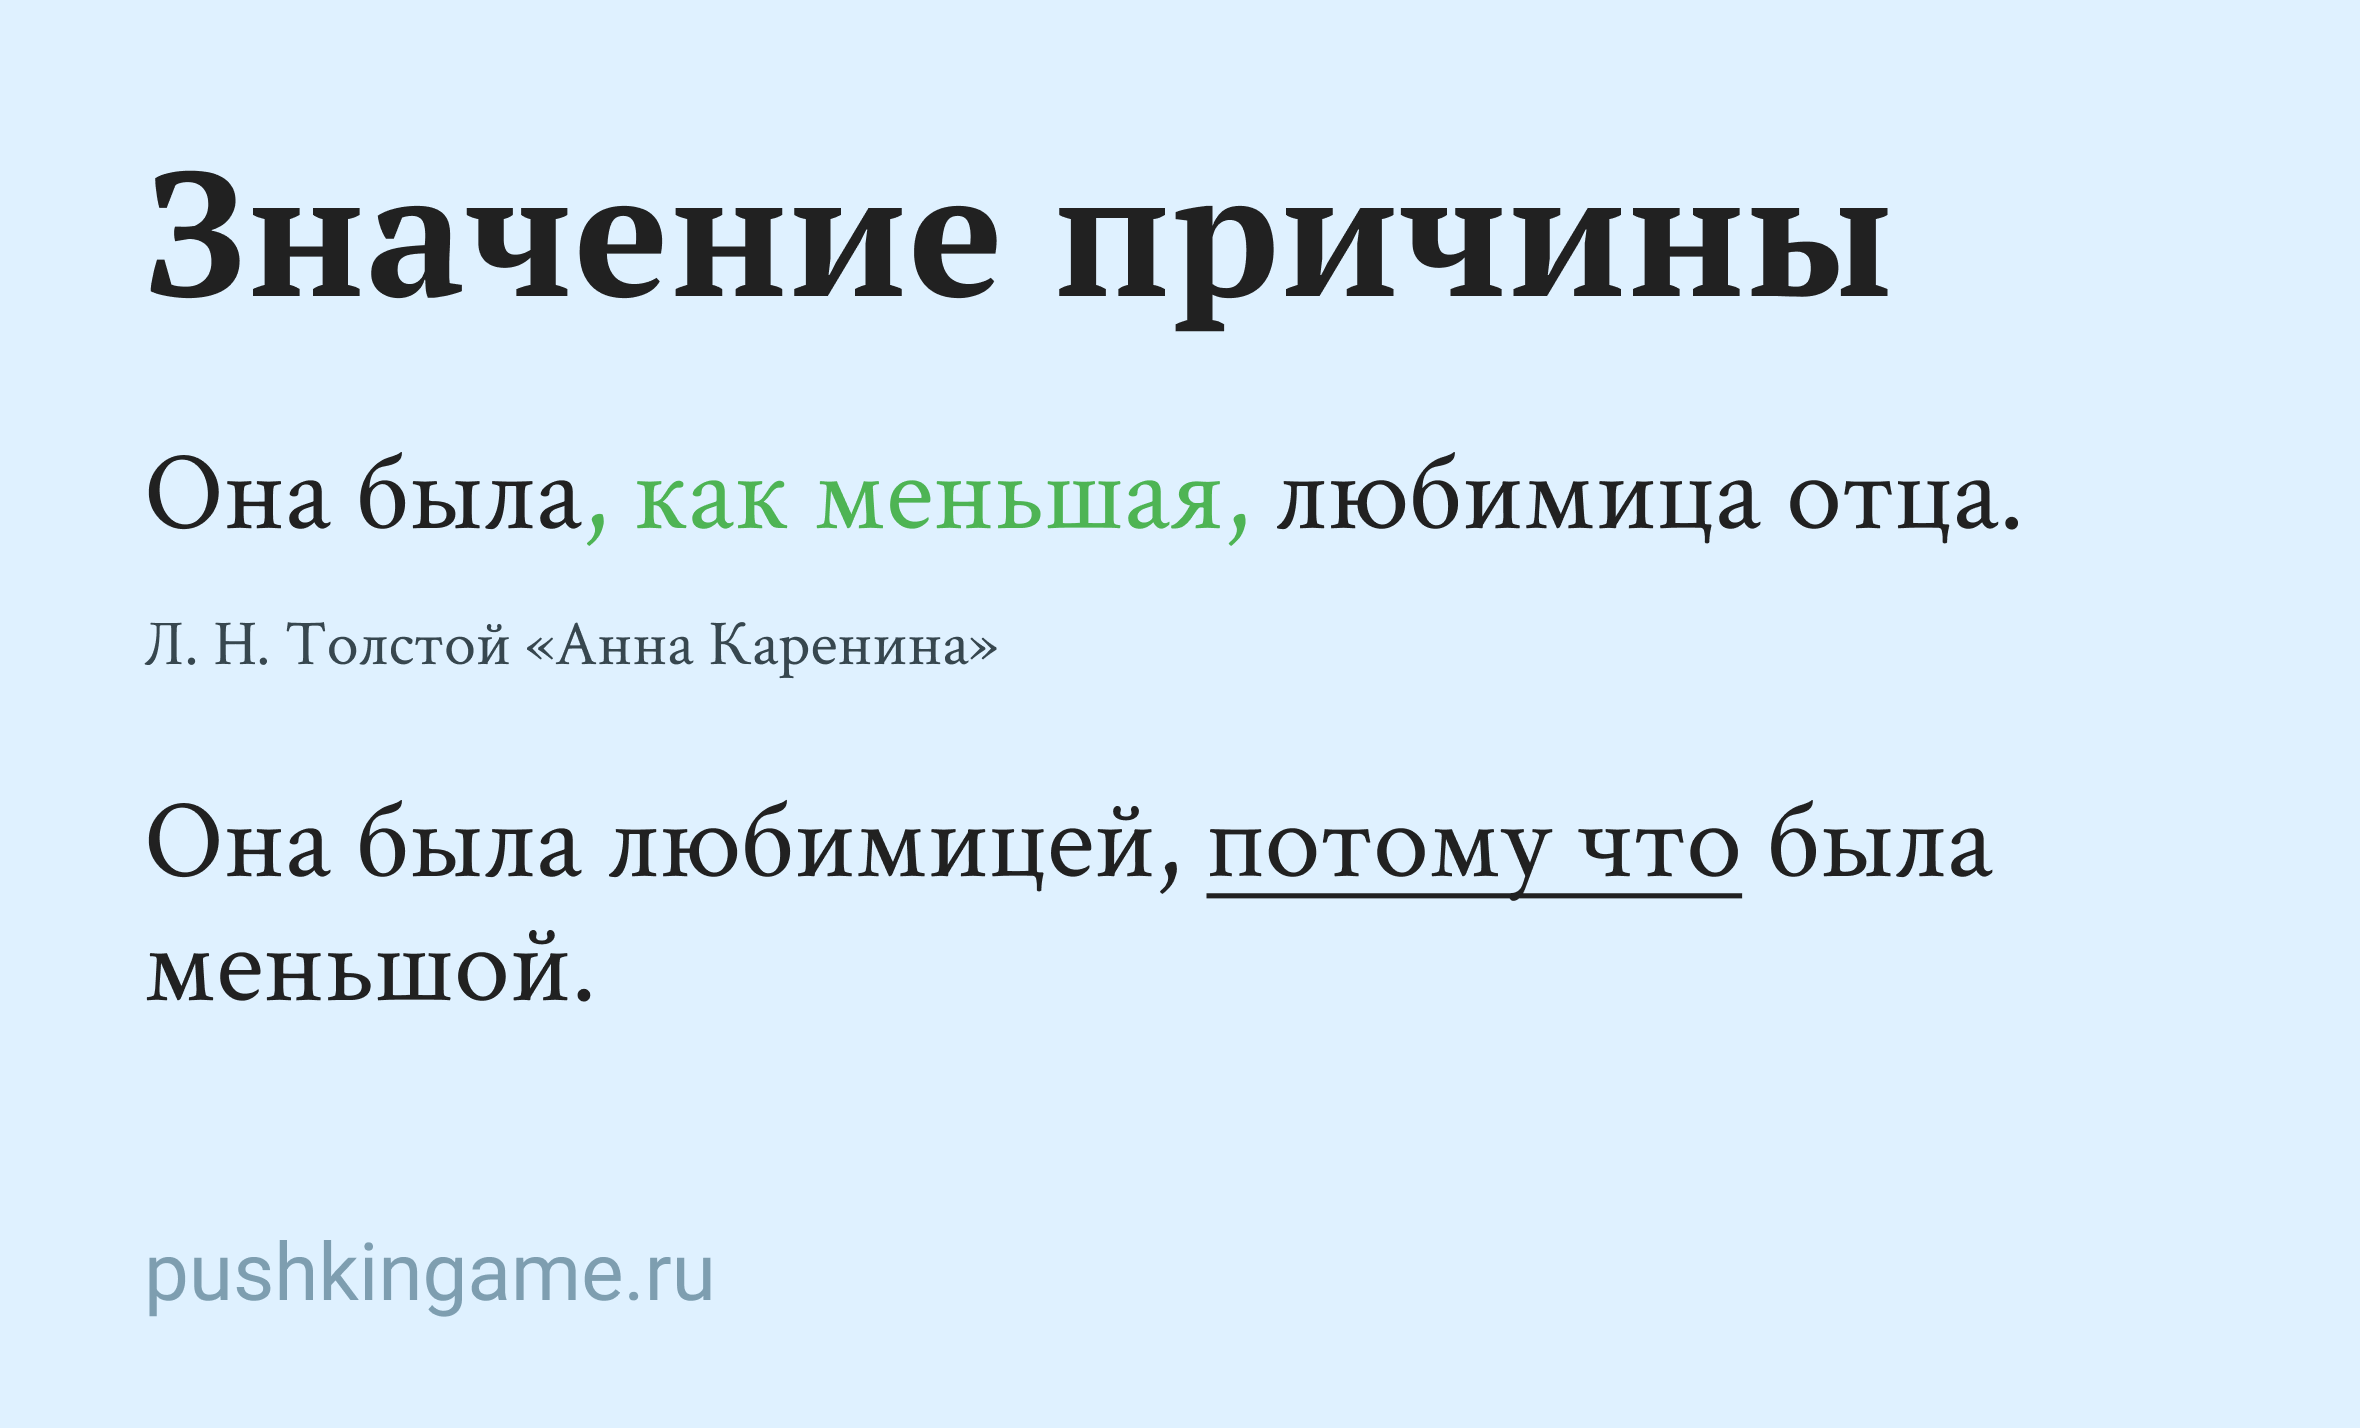 Значение причины
Она была, как меньшая, любимица отца.
Л. Н. Толстой «Анна Каренина»
Она была любимицей, потому что была
меньшой.
pushkingame.ru